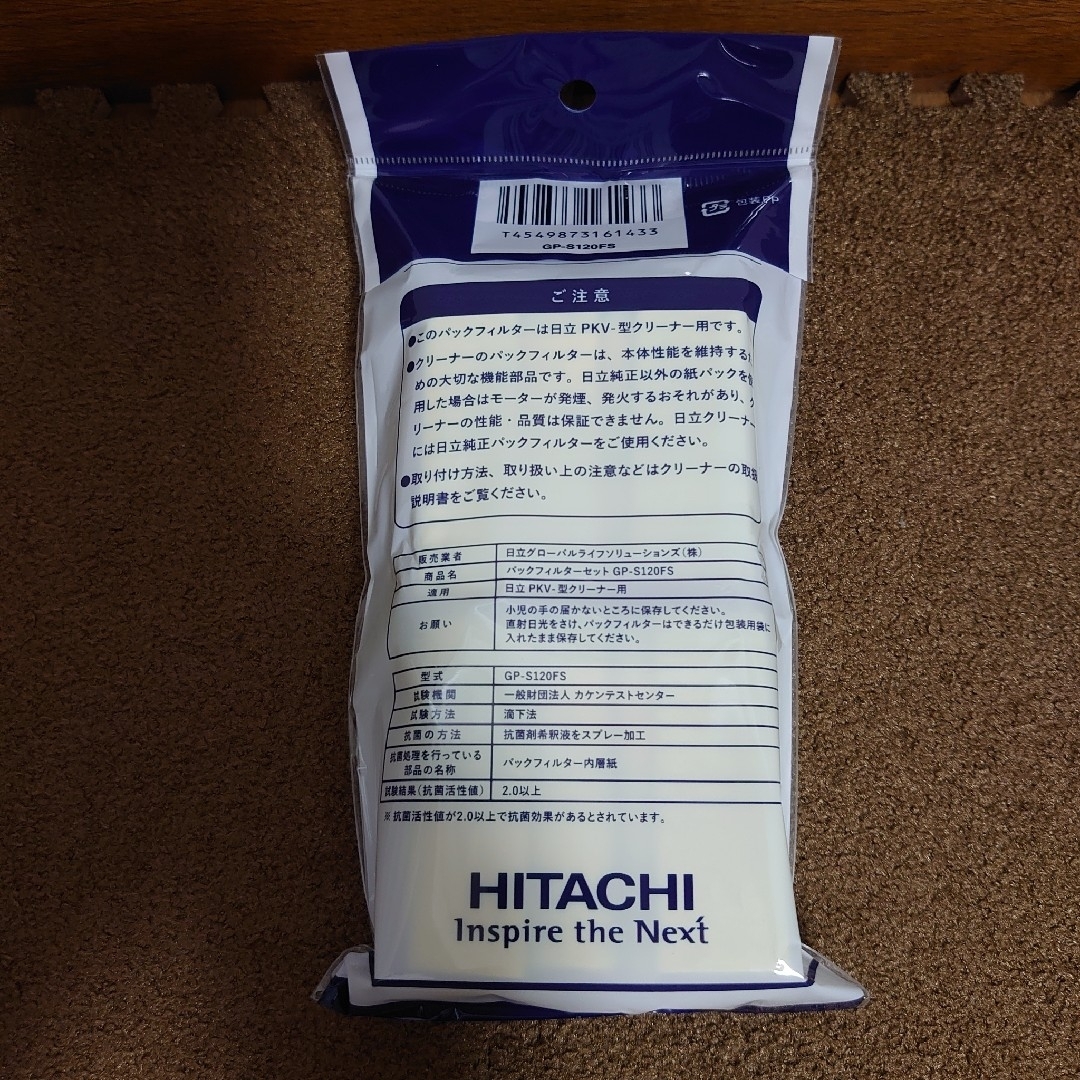 T4549873161433
GP-S120FS
プラ 包装PP
ご注意
●このパックフィルターは日立 PKV-型クリーナー用です。
●クリーナーのパックフィルターは、本体性能を維持するた
めの大切な機能部品です。日立純正以外の紙パックを使
用した場合はモーターが発煙、発火するおそれがあり、ク
リーナーの性能・品質は保証できません。日立クリーナー
には日立純正パックフィルターをご使用ください。
●取り付け方法、取り扱い上の注意などはクリーナーの取扱
説明書をご覧ください。
販売業者 日立グローバルライフソリューションズ(株)
商品名 パックフィルターセット GP-S120FS
適用 日立 PKV-型クリーナー用
お願い 小児の手の届かないところに保存してください。
直射日光をさけ、パックフィルターはできるだけ包装用袋に
入れたまま保存してください。
型式 GP-S120FS
試験機関 一般財団法人 カケンテストセンター
試験方法 滴下法
抗菌の方法 抗菌剤希釈液をスプレー加工
抗菌処理を行っている
部品の名称 パックフィルター内層紙
試験結果(抗菌活性値) 2.0以上
※抗菌活性値が2.0以上で抗菌効果があるとされています。
HITACHI
Inspire the Next